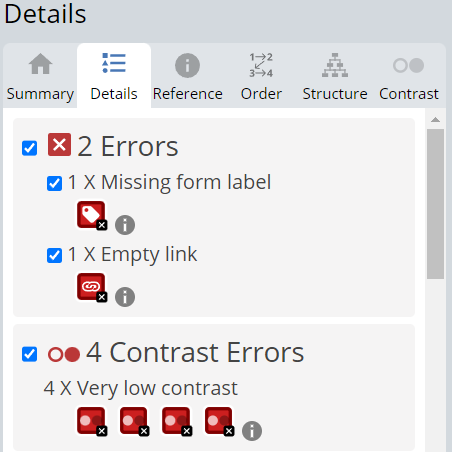 Details
Summary Details Reference Order Structure Contrast
2 Errors
1 X Missing form label
1 X Empty link
4 Contrast Errors
4 X Very low contrast